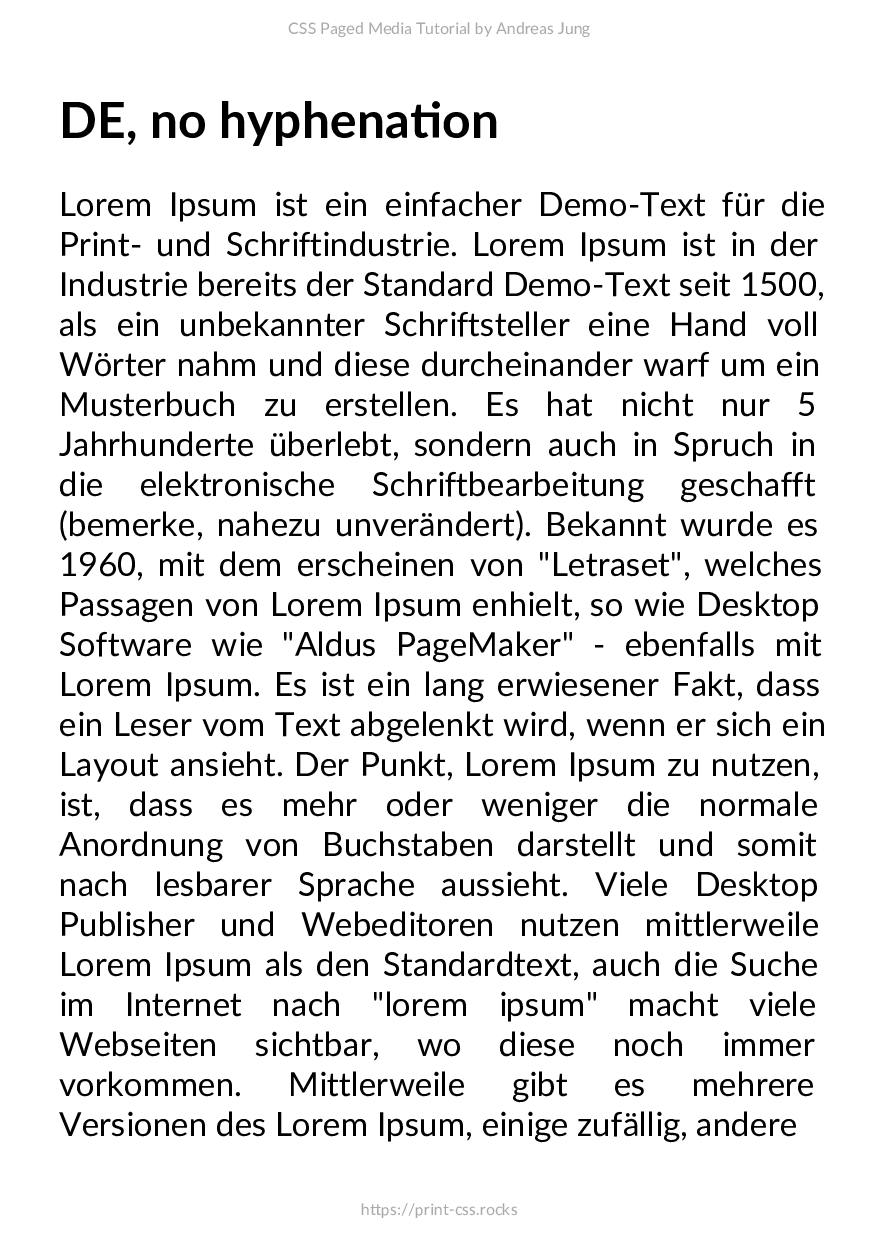 CSS Paged Media Tutorial by Andreas Jung
DE, no hyphenation
Lorem Ipsum ist ein einfacher Demo-Text für die
Print- und Schriftindustrie. Lorem Ipsum ist in der
Industrie bereits der Standard Demo-Text seit 1500,
als ein unbekannter Schriftsteller eine Hand voll
Wörter nahm und diese durcheinander warf um ein
Musterbuch zu erstellen. Es hat nicht nur 5
Jahrhunderte überlebt, sondern auch in Spruch in
die elektronische Schriftbearbeitung geschafft
(bemerke, nahezu unverändert). Bekannt wurde es
1960, mit dem erscheinen von "Letraset", welches
Passagen von Lorem Ipsum enhielt, so wie Desktop
Software wie "Aldus PageMaker" - ebenfalls mit
Lorem Ipsum. Es ist ein lang erwiesener Fakt, dass
ein Leser vom Text abgelenkt wird, wenn er sich ein
Layout ansieht. Der Punkt, Lorem Ipsum zu nutzen,
ist, dass es mehr oder weniger die normale
Anordnung von Buchstaben darstellt und somit
nach lesbarer Sprache aussieht. Viele Desktop
Publisher und Webeditoren nutzen mittlerweile
Lorem Ipsum als den Standardtext, auch die Suche
im Internet nach "lorem ipsum" macht viele
Webseiten sichtbar, wo diese noch immer
vorkommen. Mittlerweile gibt es mehrere
Versionen des Lorem Ipsum, einige zufällig, andere
https://print-css.rocks